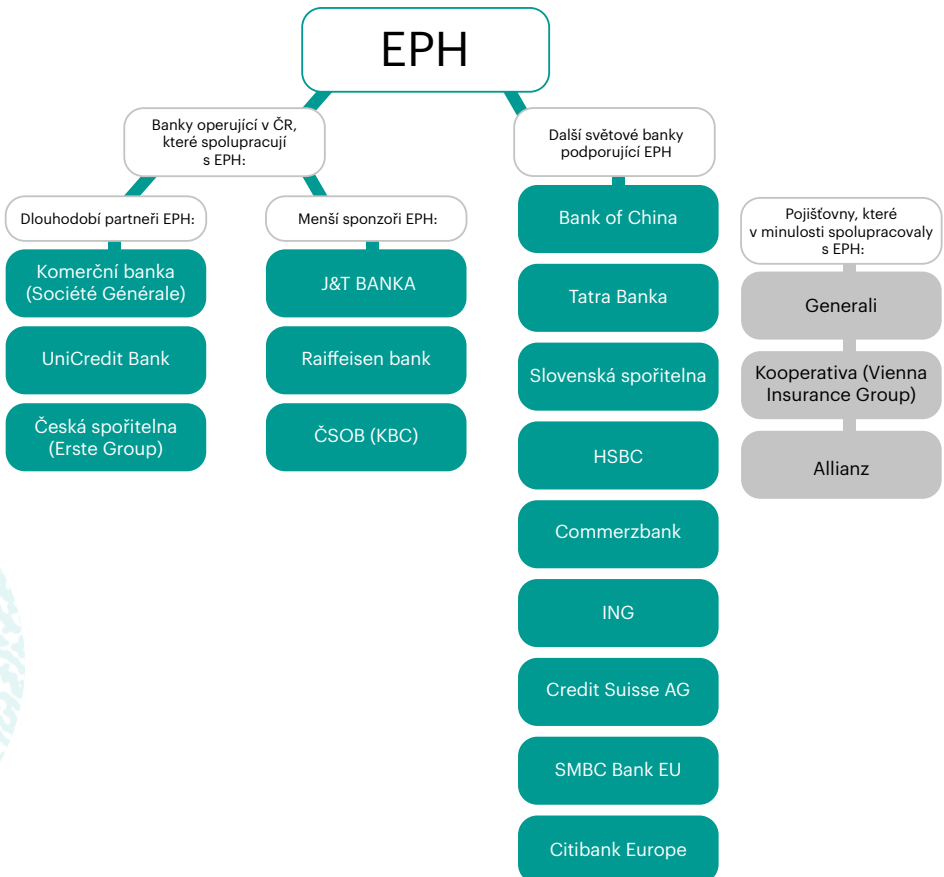 EPH
Banky operující v ČR,
které spolupracují
s EPH:
Dlouhodobí partneři EPH:
Komerční banka
(Société Générale)
UniCredit Bank
Česká spořitelna
(Erste Group)
Menší sponzoři EPH:
J&T BANKA
Raiffeisen bank
ČSOB (KBC)
Další světové banky
podporující EPH
Bank of China
Tatra Banka
Slovenská spořitelna
HSBC
Commerzbank
ING
Credit Suisse AG
SMBC Bank EU
Citibank Europe
Pojišťovny, které
v minulosti spolupracovaly
s EPH:
Generali
Kooperativa (Vienna
Insurance Group)
Allianz